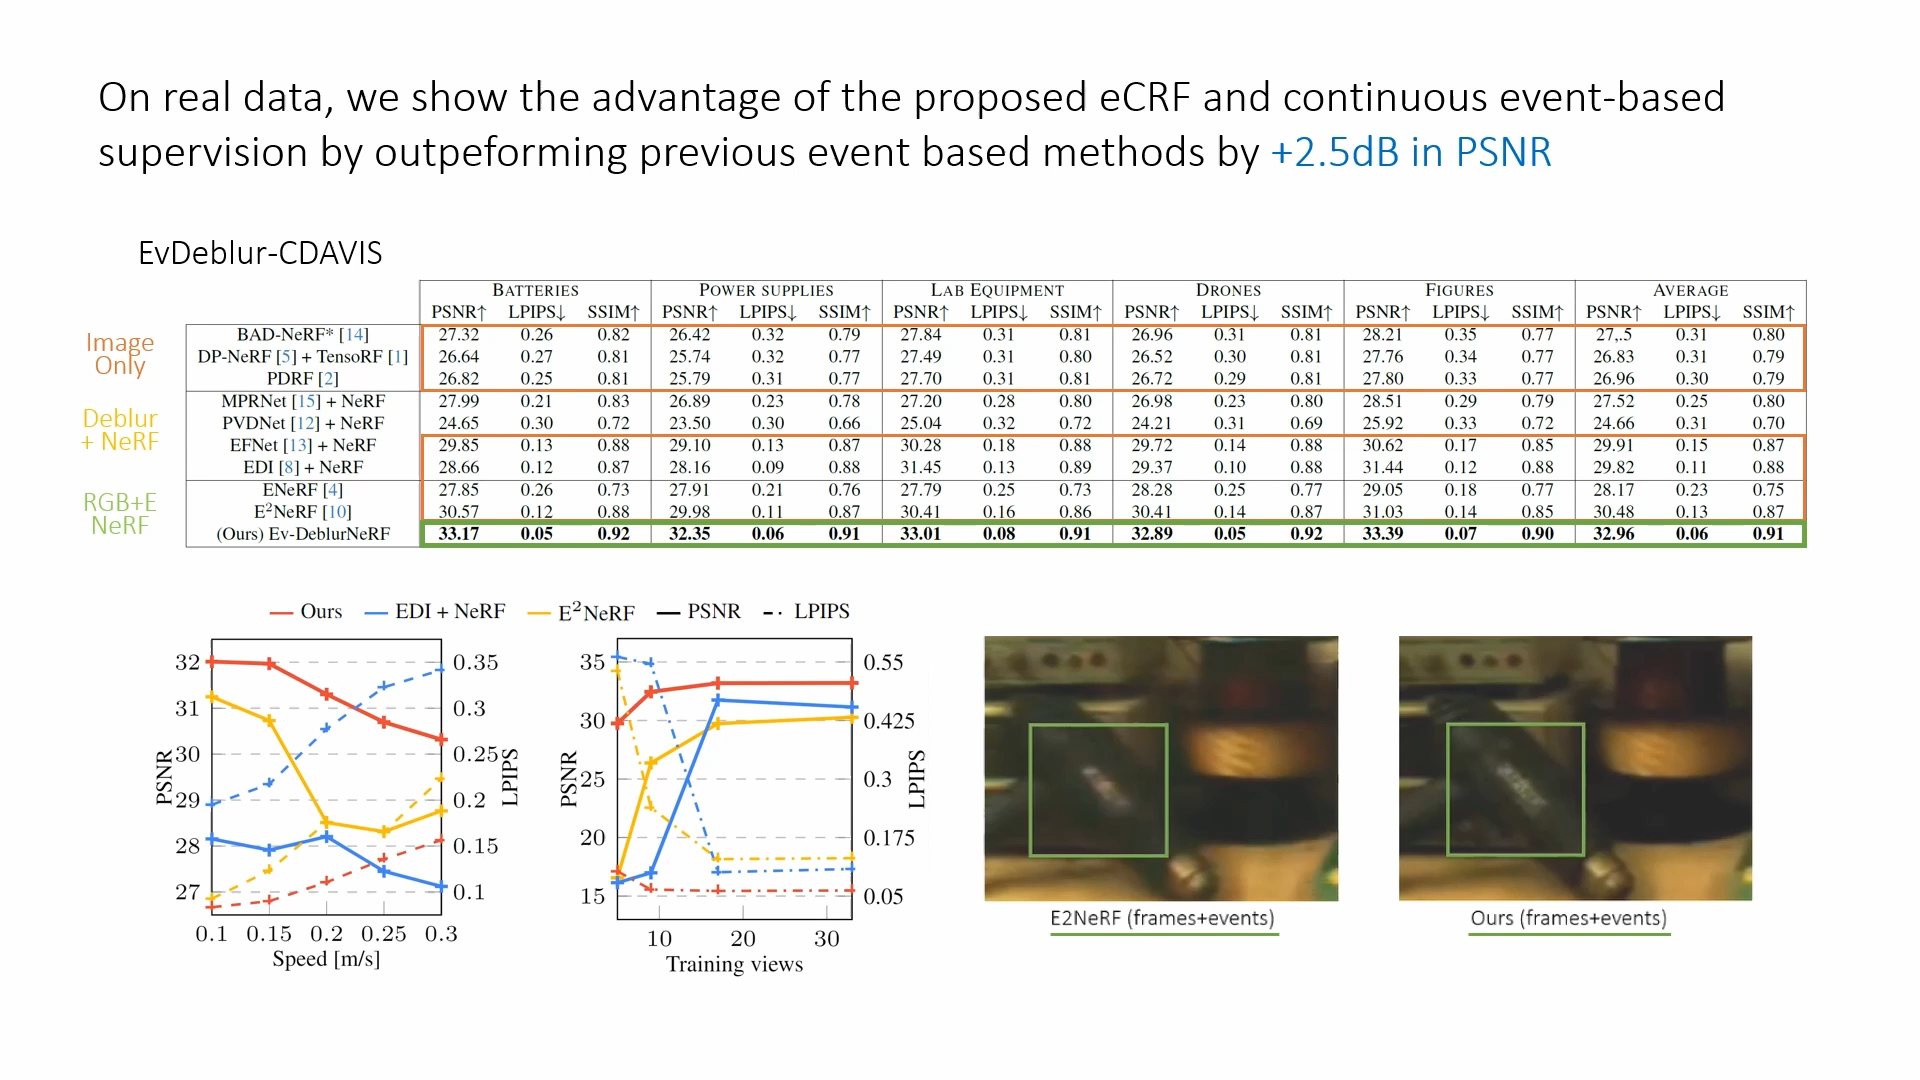 On real data, we show the advantage of the proposed eCRF and continuous event-based
supervision by outpeforming previous event based methods by +2.5dB in PSNR
EvDeblur-CDAVIS
BATTERIES POWER SUPPLIES LAB EQUIPMENT DRONES FIGURES AVERAGE
PSNR↑ LPIPS↓ SSIM↑ PSNR↑ LPIPS↓ SSIM↑ PSNR↑ LPIPS↓ SSIM↑ PSNR↑ LPIPS↓ SSIM↑ PSNR↑ LPIPS↓ SSIM↑ PSNR↑ LPIPS↓ SSIM↑
Image
Only
BAD-NeRF* [14] 27.32 0.26 0.82 26.42 0.32 0.79 27.84 0.31 0.81 26.96 0.31 0.81 28.21 0.35 0.77 27,.5 0.31 0.80
DP-NeRF [5] + TensoRF [1] 26.64 0.27 0.81 25.74 0.32 0.77 27.49 0.31 0.80 26.52 0.30 0.81 27.76 0.34 0.77 26.83 0.31 0.79
PDRF [2] 26.82 0.25 0.81 25.79 0.31 0.77 27.70 0.31 0.81 26.72 0.29 0.81 27.80 0.33 0.77 26.96 0.30 0.79
Deblur
+ NeRF
MPRNet [15] + NeRF 27.99 0.21 0.83 26.89 0.23 0.78 27.20 0.28 0.80 26.98 0.23 0.80 28.51 0.29 0.79 27.52 0.25 0.80
PVDNet [12] + NeRF 24.65 0.30 0.72 23.50 0.30 0.66 25.04 0.32 0.72 24.21 0.31 0.69 25.92 0.33 0.72 24.66 0.31 0.70
EFNet [13] + NeRF 29.85 0.13 0.88 29.10 0.13 0.87 30.28 0.18 0.88 29.72 0.14 0.88 30.62 0.17 0.85 29.91 0.15 0.87
EDI [8] + NeRF 28.66 0.12 0.87 28.16 0.09 0.88 31.45 0.13 0.89 29.37 0.10 0.88 31.44 0.12 0.88 29.82 0.11 0.88
RGB+E
NeRF
ENeRF [4] 27.85 0.26 0.73 27.91 0.21 0.76 27.79 0.25 0.73 28.28 0.25 0.77 29.05 0.18 0.77 28.17 0.23 0.75
E²NeRF [10] 30.57 0.12 0.88 29.98 0.11 0.87 30.41 0.16 0.86 30.41 0.14 0.87 31.03 0.14 0.85 30.48 0.13 0.87
(Ours) Ev-DeblurNeRF 33.17 0.05 0.92 32.35 0.06 0.91 33.01 0.08 0.91 32.89 0.05 0.92 33.39 0.07 0.90 32.96 0.06 0.91
Ours EDI + NeRF E²NeRF PSNR LPIPS
32 0.35
31 0.3
30 0.25
29 0.2
28 0.15
27 0.1
PSNR
LPIPS
0.1 0.15 0.2 0.25 0.3
Speed [m/s]
35 0.55
30 0.425
25 0.3
20 0.175
15 0.05
PSNR
LPIPS
10 20 30
Training views
E2NeRF (frames+events)
Ours (frames+events)